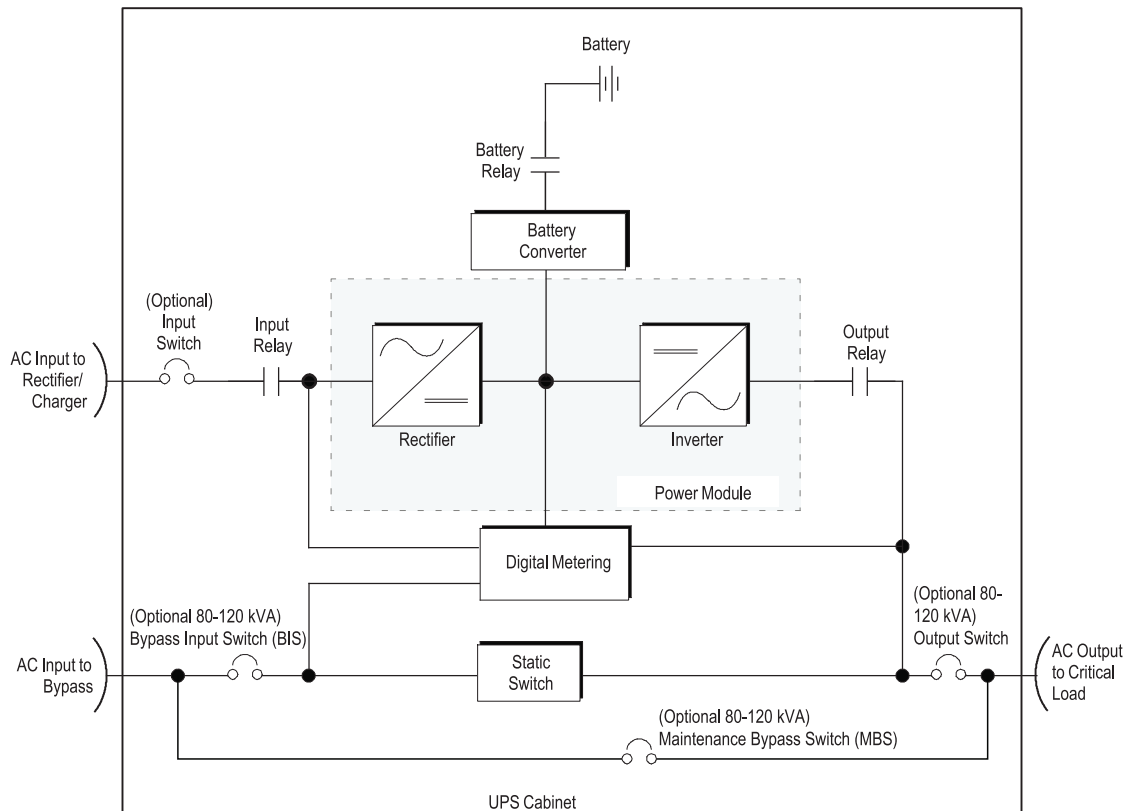 Battery
Battery
Relay
Battery
Converter
(Optional)
Input
Switch
Input
Relay
Output
Relay
AC Input to
Rectifier/
Charger
Rectifier
Inverter
Power Module
Digital Metering
(Optional 80-120 kVA)
Bypass Input Switch (BIS)
(Optional 80-
120 kVA)
Output Switch
AC Input to
Bypass
Static
Switch
AC Output
to Critical
Load
(Optional 80-120 kVA)
Maintenance Bypass Switch (MBS)
UPS Cabinet